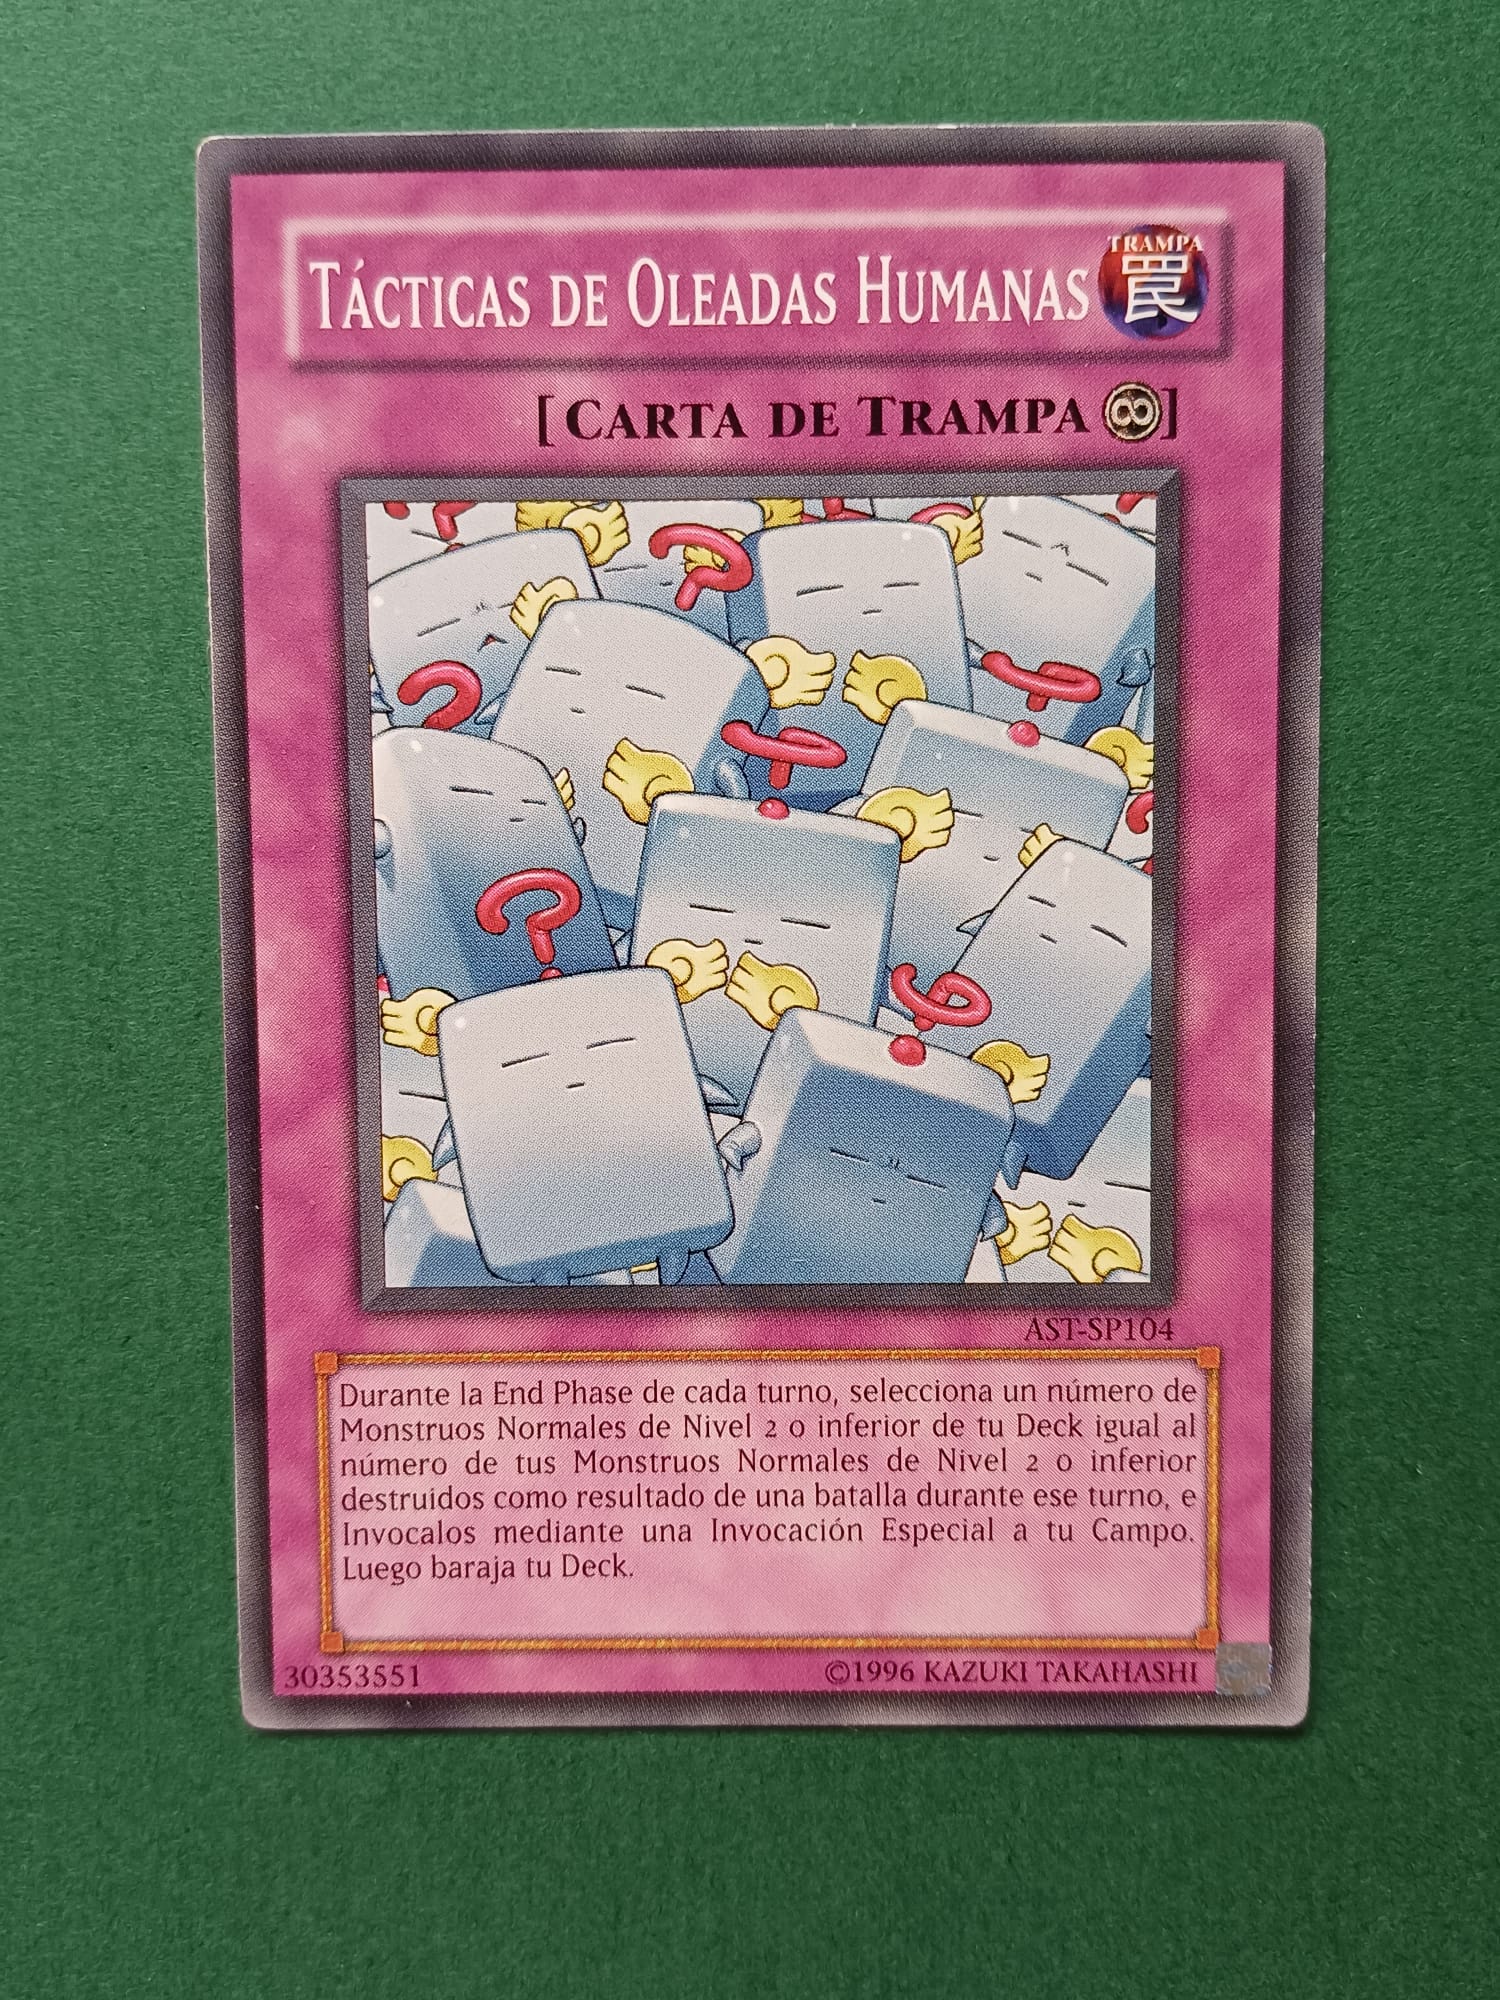 TÁCTICAS DE OLEADAS HUMANAS
TRAMPA
罠
[CARTA DE TRAMPA ∞]
AST-SP104
Durante la End Phase de cada turno, selecciona un número de
Monstruos Normales de Nivel 2 o inferior de tu Deck igual al
número de tus Monstruos Normales de Nivel 2 o inferior
destruidos como resultado de una batalla durante ese turno, e
Invocalos mediante una Invocación Especial a tu Campo.
Luego baraja tu Deck.
30353551
©1996 KAZUKI TAKAHASHI